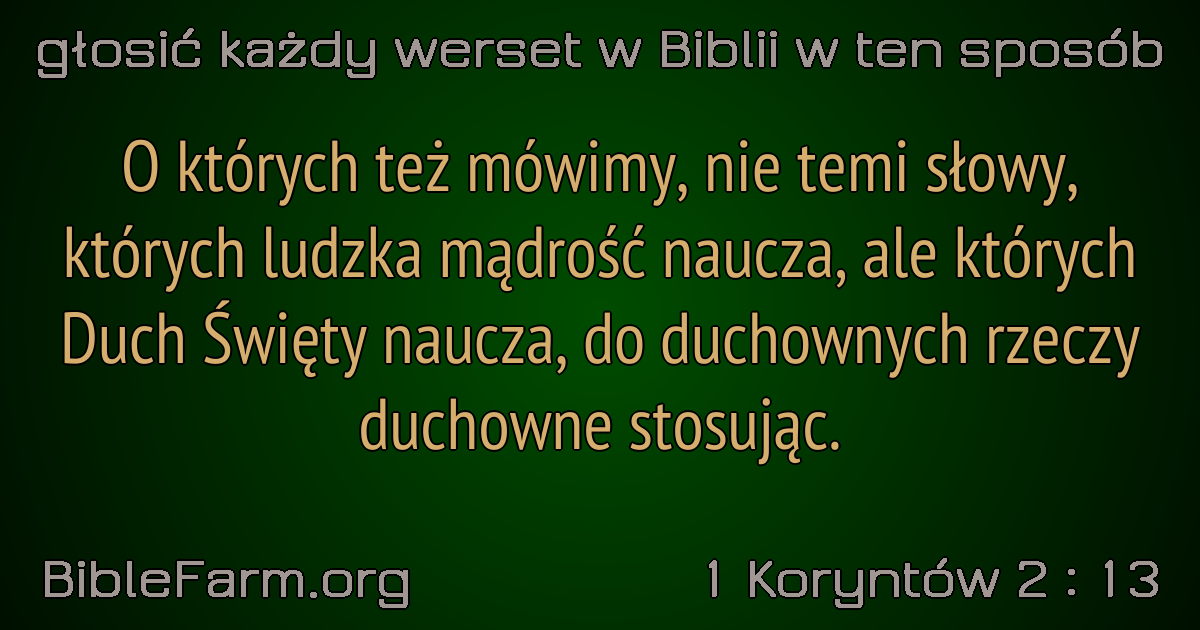 głosić każdy werset w Biblii w ten sposób
O których też mówimy, nie temi słowy,
których ludzka mądrość naucza, ale których
Duch Święty naucza, do duchownych rzeczy
duchowne stosując.
BibleFarm.org
1 Koryntów 2 : 13